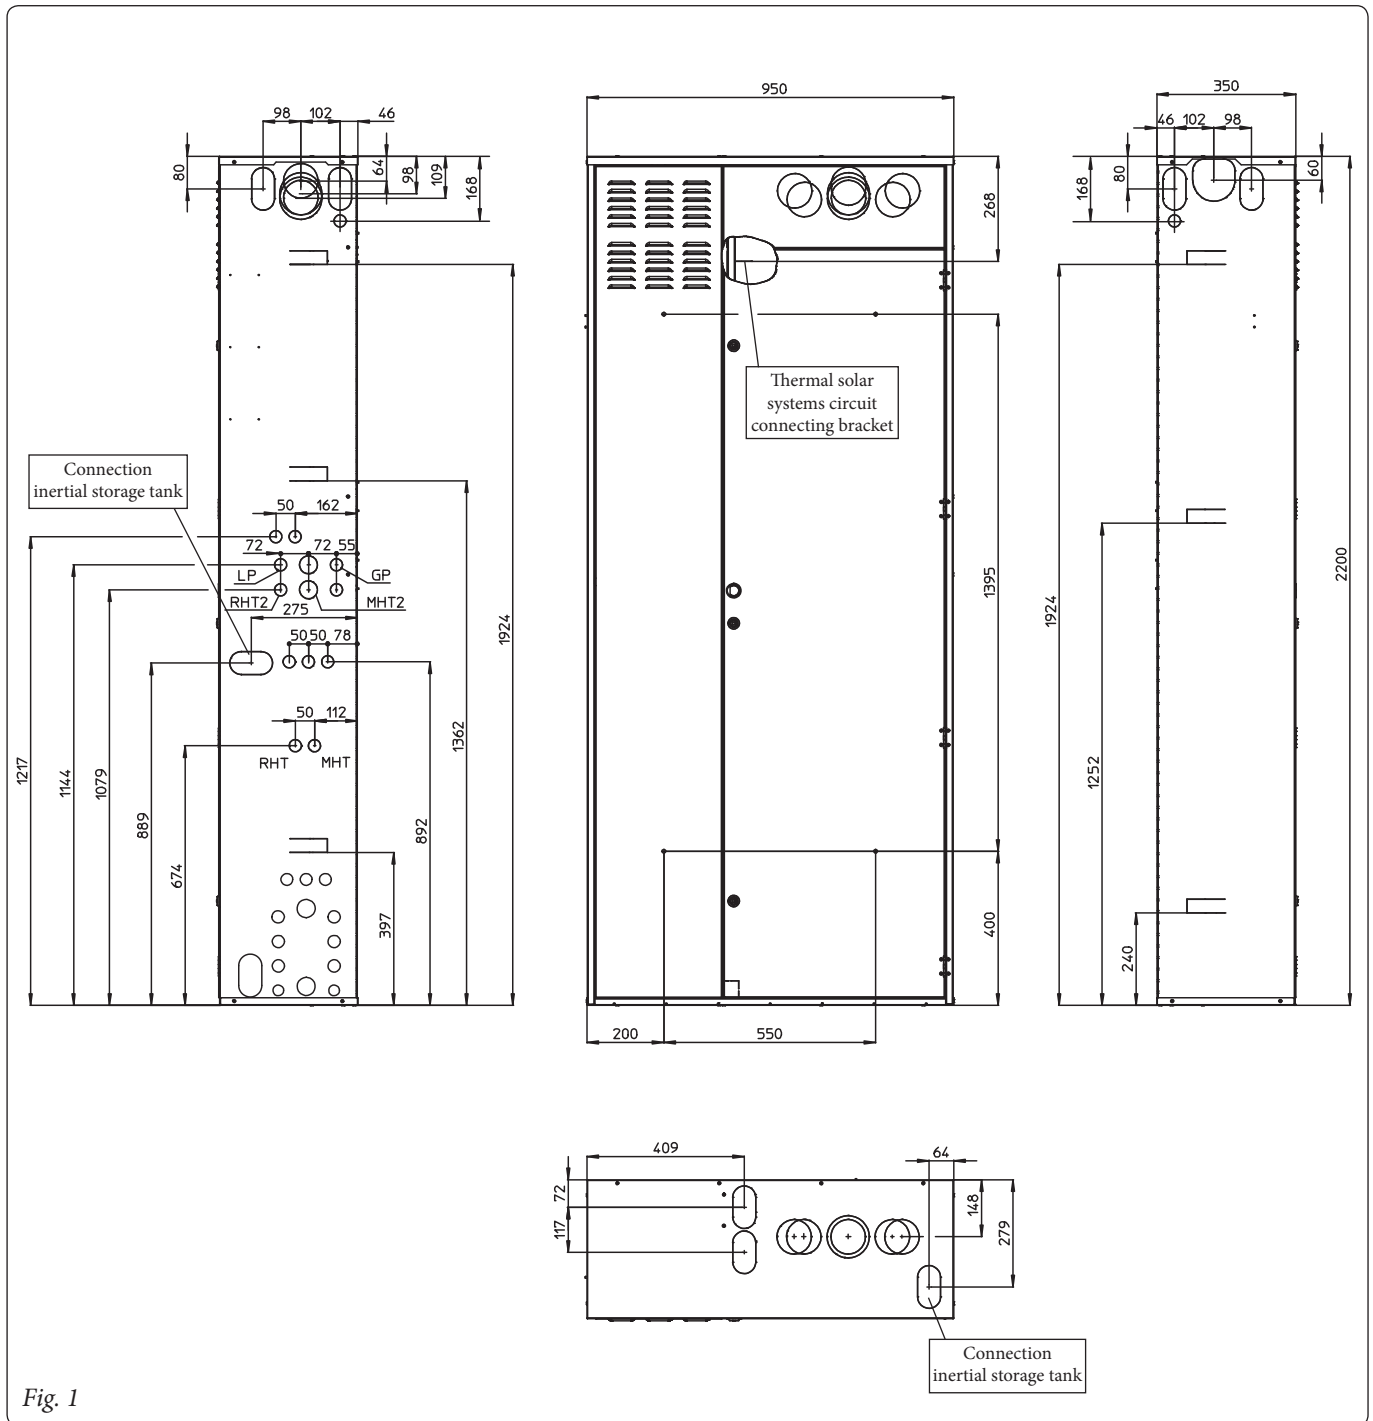 98 102 46
80
64
98
109
168
Connection
inertial storage tank
50 162
72 72 55
LP GP
RHT2 MHT2
275
50 50 78
50 112
RHT MHT
1217
1144
1079
889
674
397
892
1362
1924
950
268
Thermal solar
systems circuit
connecting bracket
1395
400
200 550
350
46 102 98
168
80
60
1924
1252
240
2200
409 64
72
117
148
279
Connection
inertial storage tank
Fig. 1